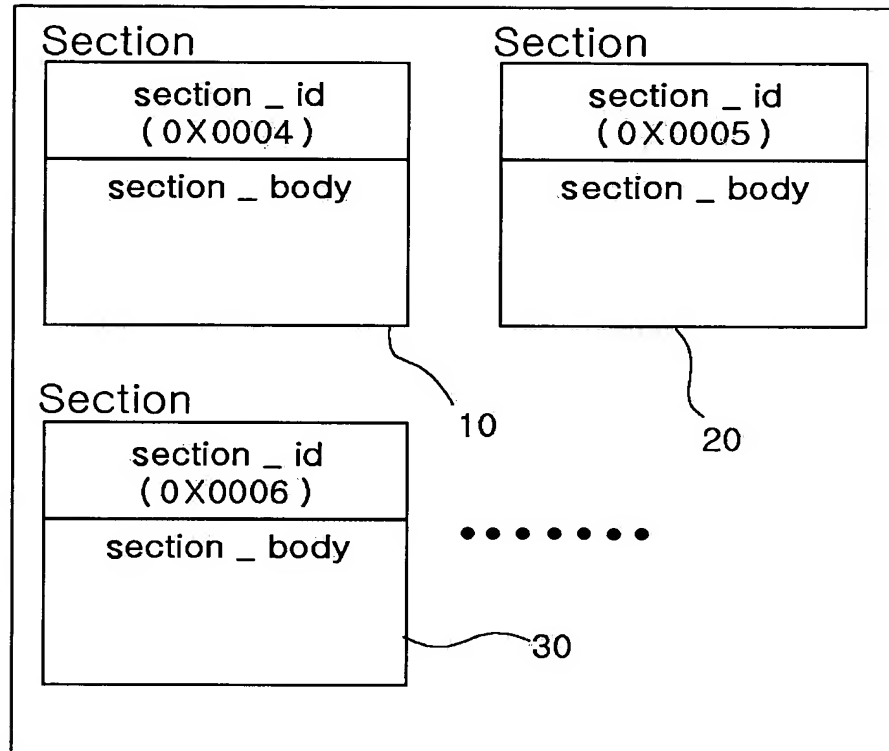 Section
section _ id
(0X0004)
section _ body
10
Section
section _ id
(0X0005)
section _ body
20
Section
section _ id
(0X0006)
section _ body
30